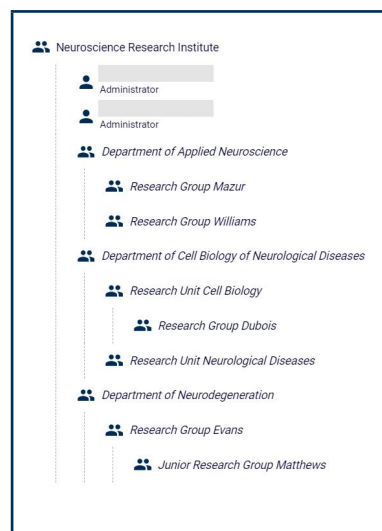 Neuroscience Research Institute
Administrator
Administrator
Department of Applied Neuroscience
Research Group Mazur
Research Group Williams
Department of Cell Biology of Neurological Diseases
Research Unit Cell Biology
Research Group Dubois
Research Unit Neurological Diseases
Department of Neurodegeneration
Research Group Evans
Junior Research Group Matthews